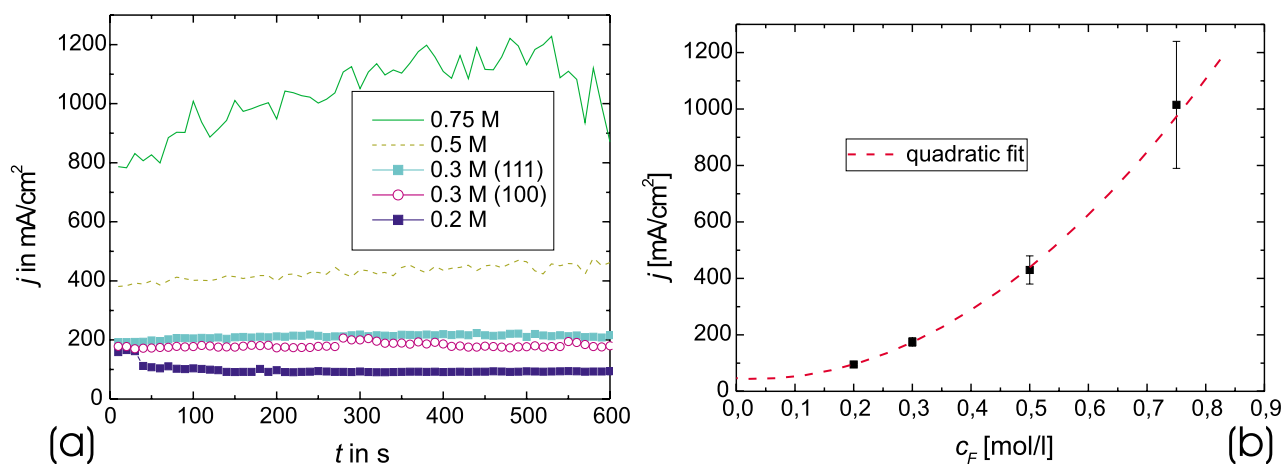 1200
1000
800
600
400
200
0
j in mA/cm²
0.75 M
0.5 M
0.3 M (111)
0.3 M (100)
0.2 M
0 100 200 300 400 500 600
t in s
(a)
1200
1000
800
600
400
200
0
j [mA/cm²]
quadratic fit
0,0 0,1 0,2 0,3 0,4 0,5 0,6 0,7 0,8 0,9
c_F [mol/l]
(b)